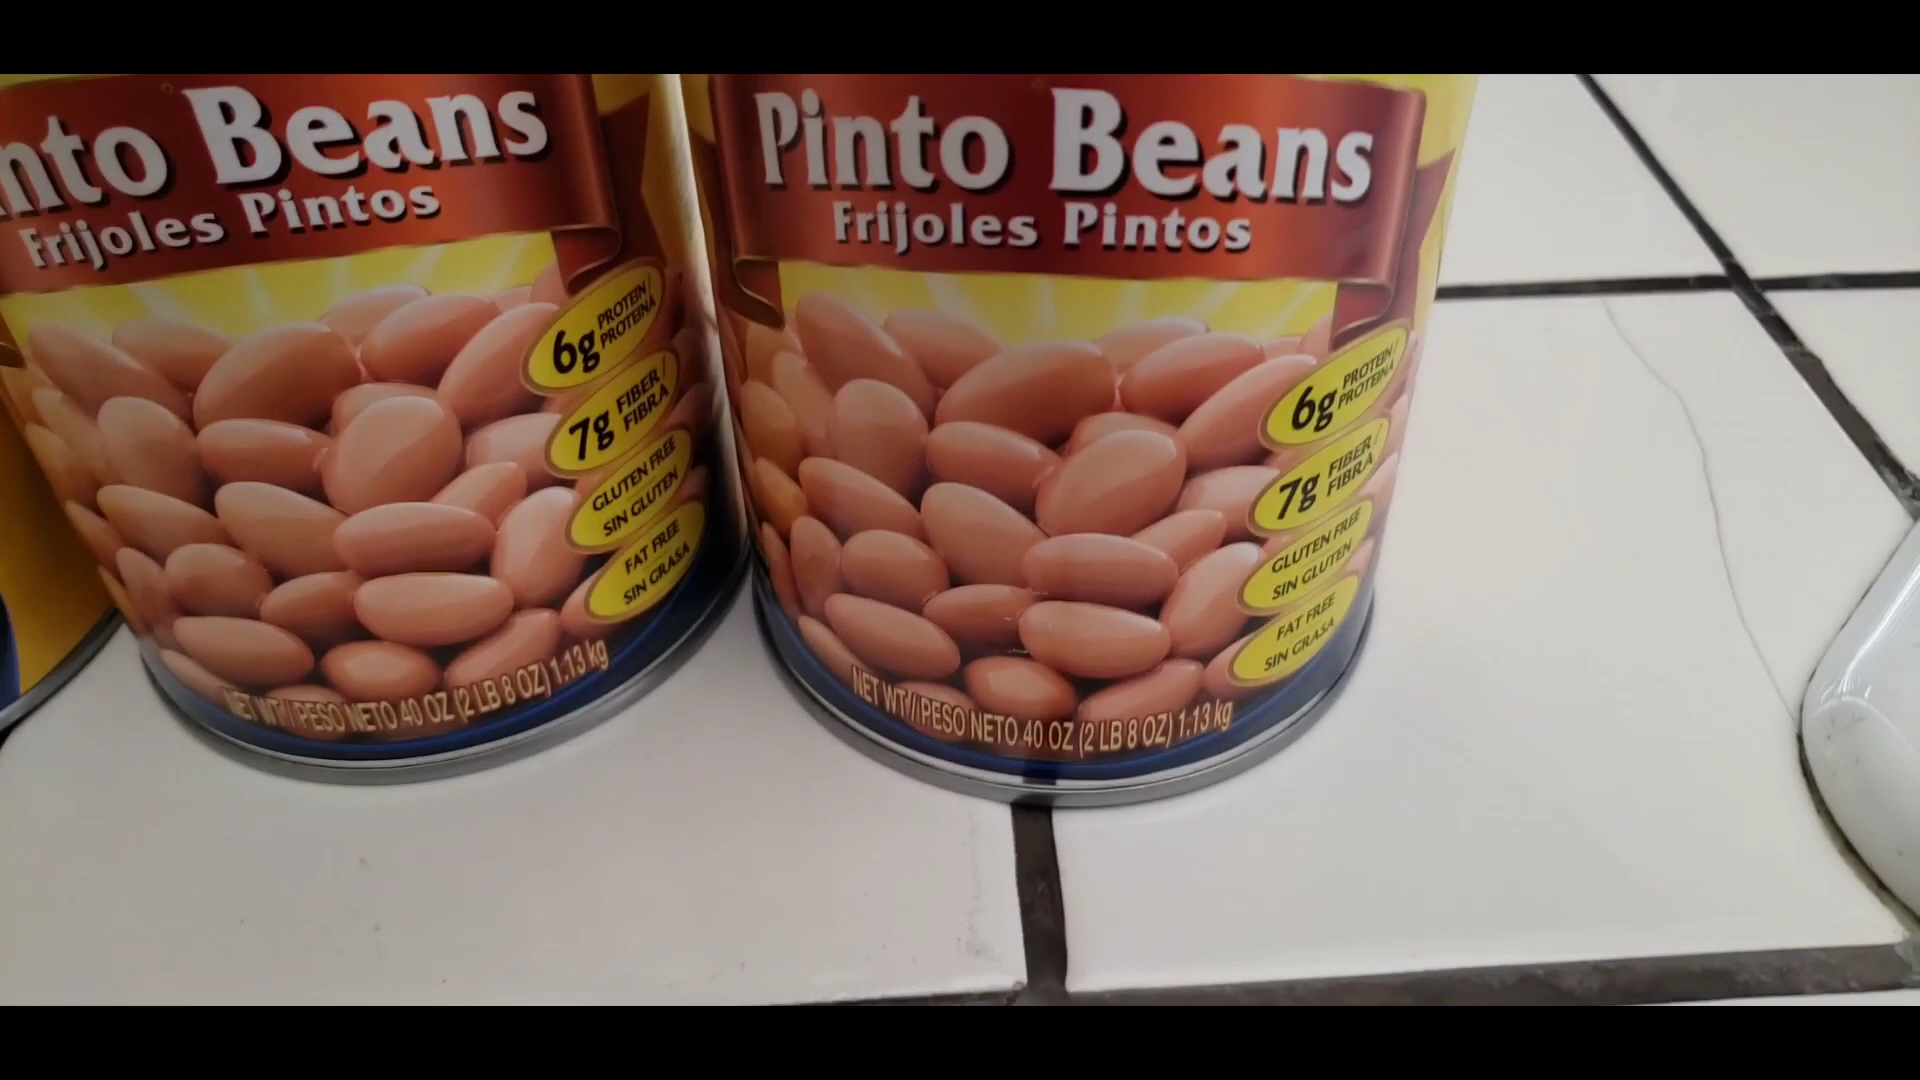 nto Beans
Frijoles Pintos
6g PROTEIN/
PROTEINA
7g FIBER/
FIBRA
GLUTEN FREE
SIN GLUTEN
FAT FREE
SIN GRASA
NET WT/PESO NETO 40 OZ (2 LB 8 OZ) 1.13 kg
Pinto Beans
Frijoles Pintos
6g PROTEIN/
PROTEINA
7g FIBER/
FIBRA
GLUTEN FREE
SIN GLUTEN
FAT FREE
SIN GRASA
NET WT/PESO NETO 40 OZ (2 LB 8 OZ) 1.13 kg